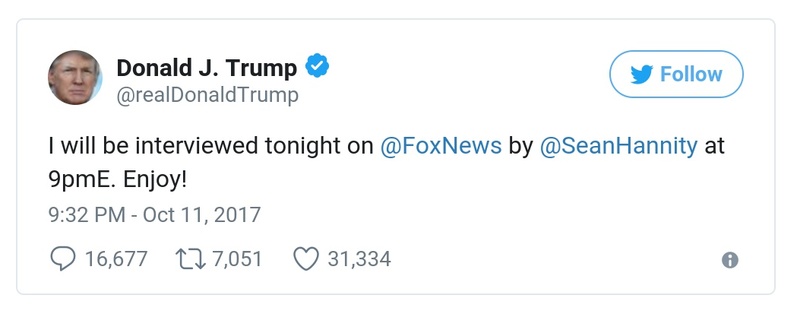 Donald J. Trump
@realDonaldTrump
Follow
I will be interviewed tonight on @FoxNews by @SeanHannity at
9pmE. Enjoy!
9:32 PM - Oct 11, 2017
16,677 7,051 31,334